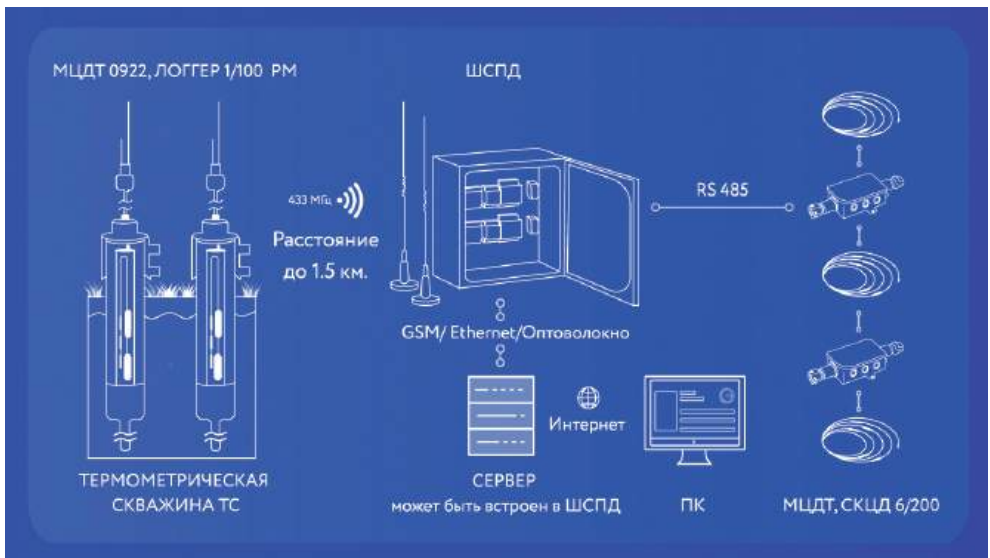 МЦДТ 0922, ЛОГГЕР 1/100 РМ
ШСПД
433 МГц
Расстояние
до 1.5 км.
RS 485
GSM/ Ethernet/Оптоволокно
Интернет
ТЕРМОМЕТРИЧЕСКАЯ
СКВАЖИНА ТС
СЕРВЕР
может быть встроен в ШСПД
ПК
МЦДТ, СКЦД 6/200